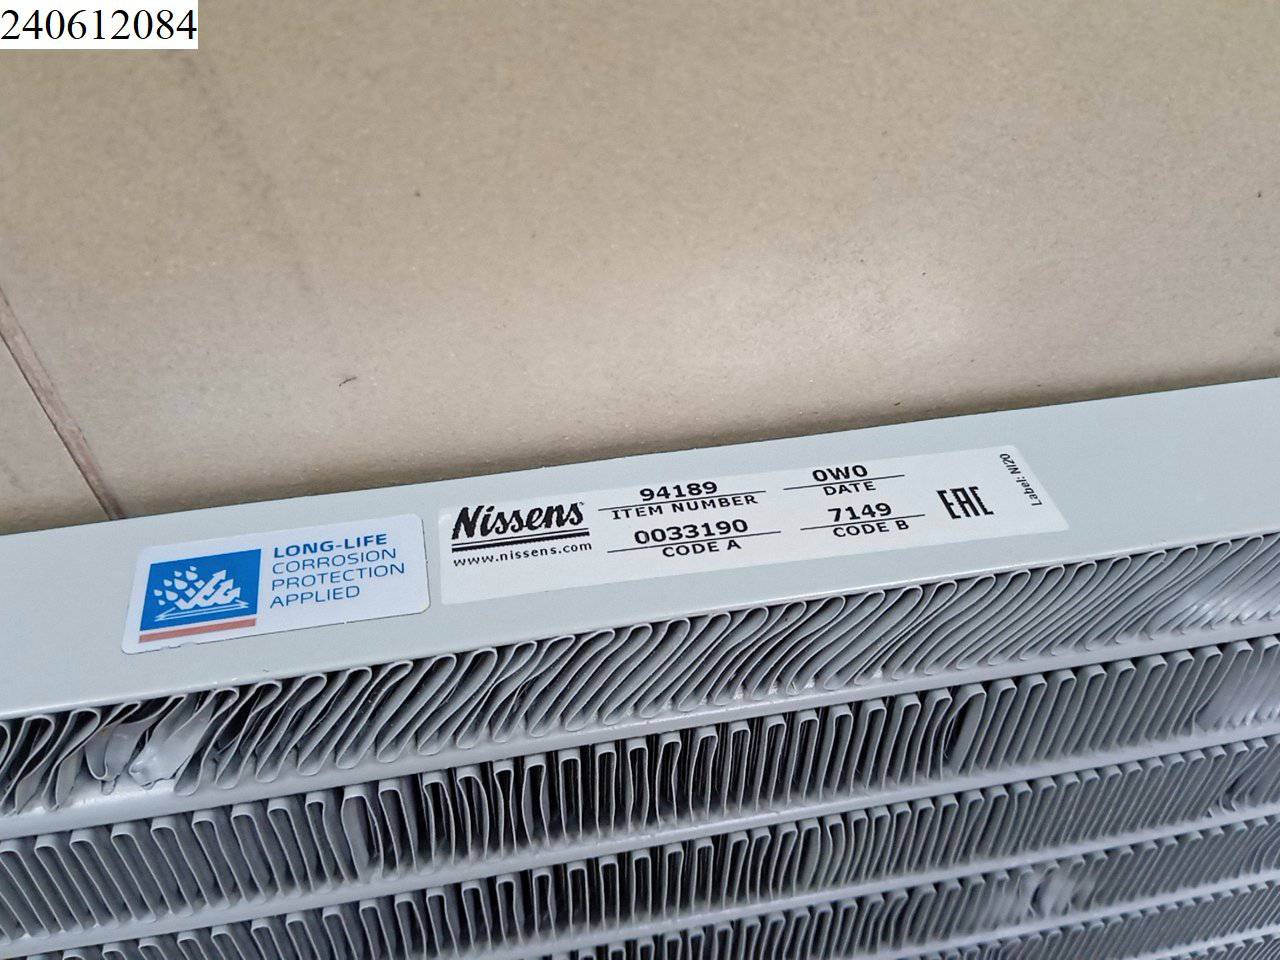 240612084
LONG-LIFE
CORROSION
PROTECTION
APPLIED
Nissens
www.nissens.com
94189
ITEM NUMBER
0W0
DATE
0033190
CODE A
7149
CODE B
EAC
Label: NI20